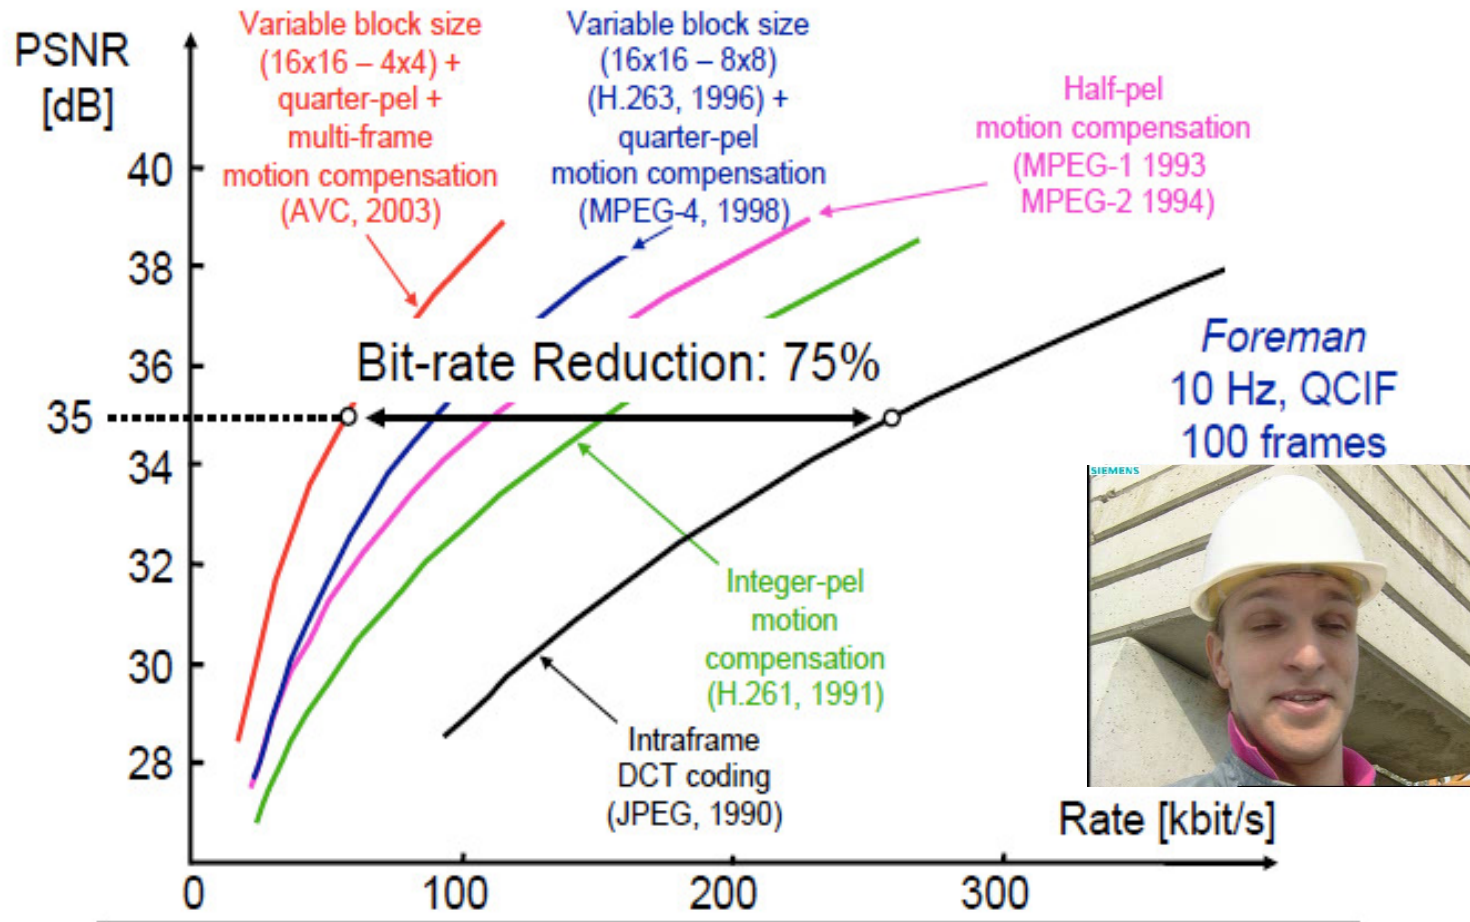 PSNR
[dB]
Variable block size
(16x16 – 4x4) +
quarter-pel +
multi-frame
motion compensation
(AVC, 2003)
Variable block size
(16x16 – 8x8)
(H.263, 1996) +
quarter-pel
motion compensation
(MPEG-4, 1998)
Half-pel
motion compensation
(MPEG-1 1993
MPEG-2 1994)
40
38
36
35
34
32
30
28
Bit-rate Reduction: 75%
Foreman
10 Hz, QCIF
100 frames
SIEMENS
Integer-pel
motion
compensation
(H.261, 1991)
Intraframe
DCT coding
(JPEG, 1990)
Rate [kbit/s]
0
100
200
300